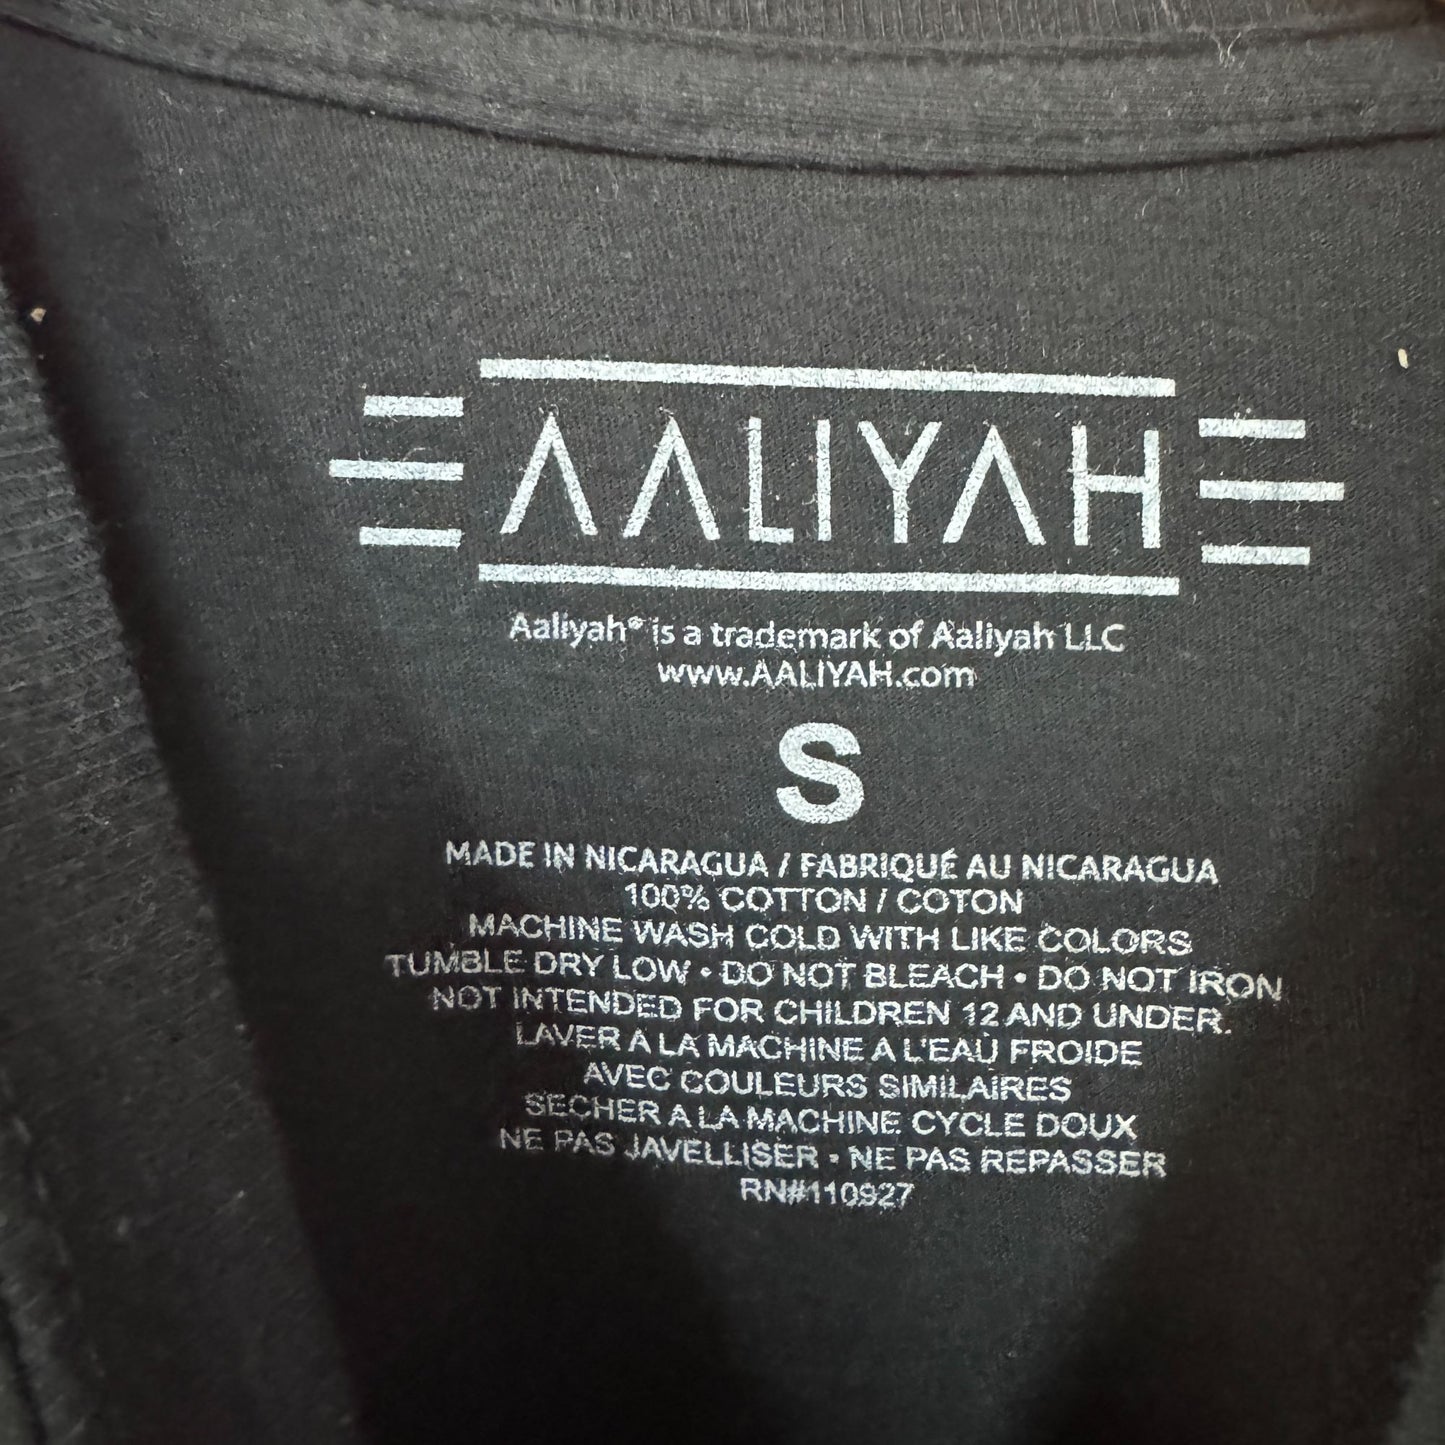 AALIYAH
Aaliyah® is a trademark of Aaliyah LLC
www.AALIYAH.com
S
MADE IN NICARAGUA / FABRIQUÉ AU NICARAGUA
100% COTTON / COTON
MACHINE WASH COLD WITH LIKE COLORS
TUMBLE DRY LOW • DO NOT BLEACH • DO NOT IRON
NOT INTENDED FOR CHILDREN 12 AND UNDER.
LAVER A LA MACHINE A L'EAU FROIDE
AVEC COULEURS SIMILAIRES
SECHER A LA MACHINE CYCLE DOUX
NE PAS JAVELLISER • NE PAS REPASSER
RN#110927